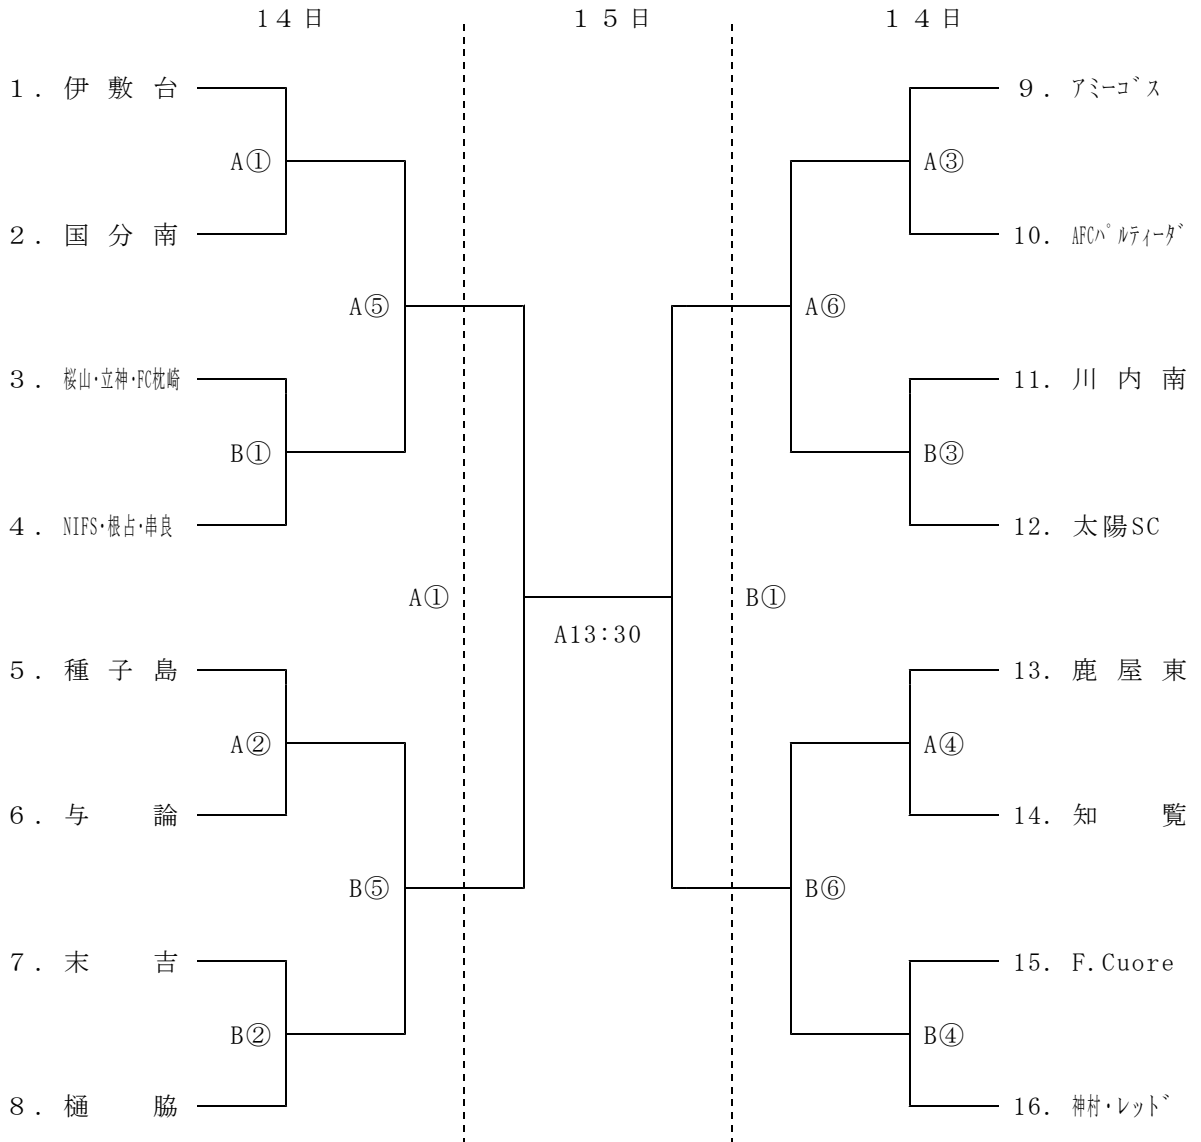 １４日 １５日 １４日
１．伊敷台 9．ｱﾐｰｺﾞｽ
A① A③
２．国分南 10．AFCﾊﾟﾙﾃｨｰﾀﾞ
A⑤ A⑥
３．桜山・立神・FC枕崎 11．川内南
B① B③
４．NIFS・根占・串良 12．太陽SC
A① B①
A13:30
５．種子島 13．鹿屋東
A② A④
６．与論 14．知覧
B⑤ B⑥
７．末吉 15．F.Cuore
B② B④
８．樋脇 16．神村・ﾚｯﾄﾞ